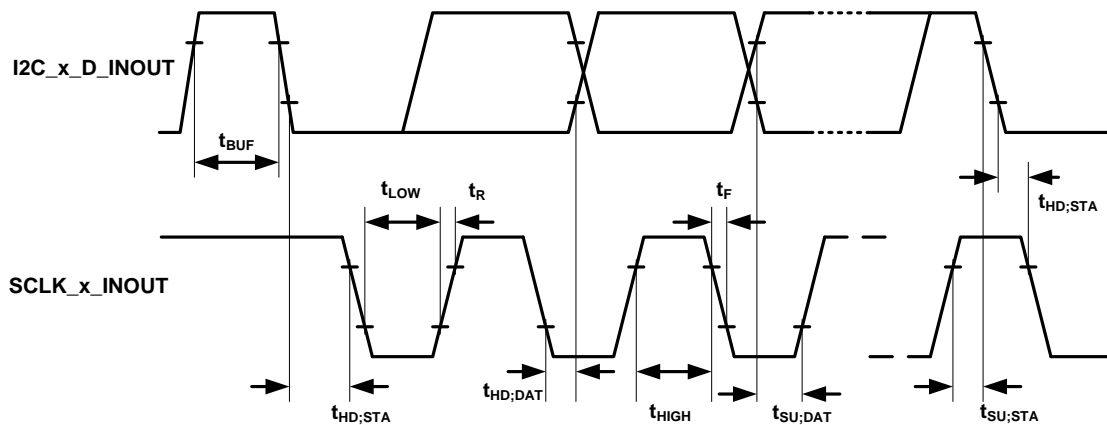 I2C_x_D_INOUT
tBUF
tLOW
tR
tF
tHD;STA
SCLK_x_INOUT
tHD;STA
tHD;DAT
tHIGH
tSU;DAT
tSU;STA